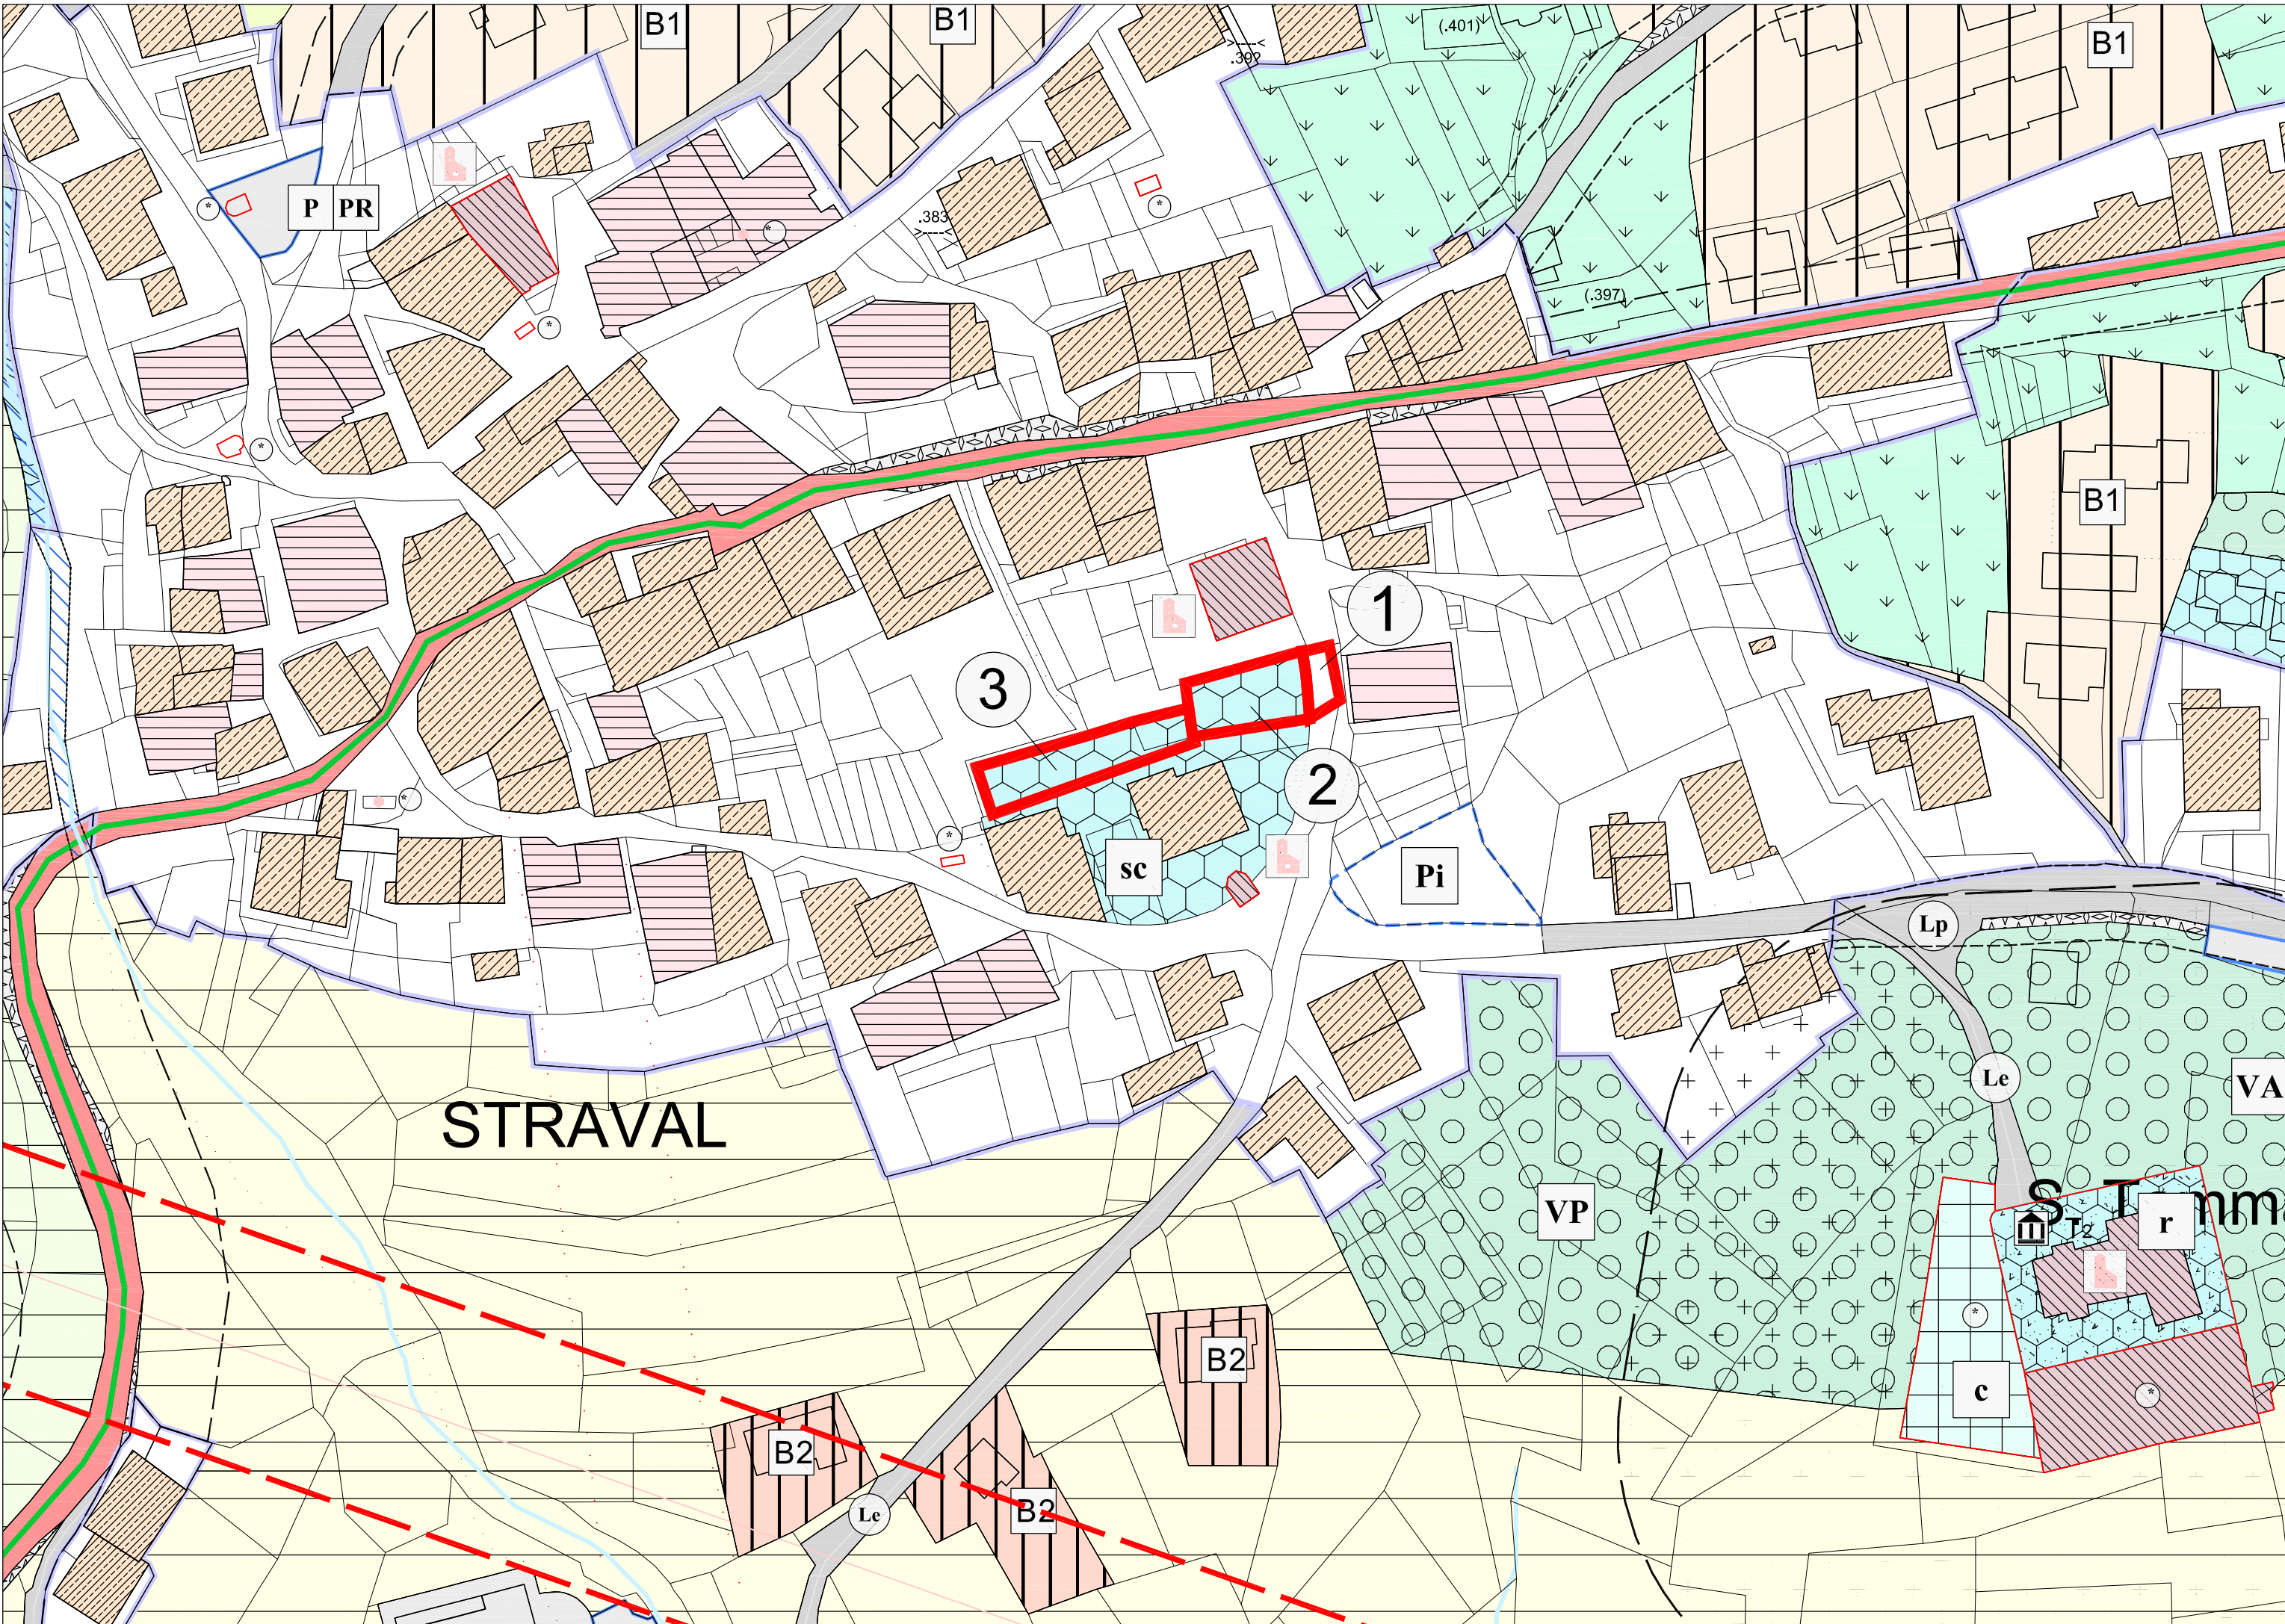 B1
B1
(.401)
B1
.392
*
P
PR
*
.383
*
*
(.397)
*
B1
1
3
2
*
*
sc
Pi
Lp
Le
VA
STRAVAL
VP
T2
r
*
c
*
B2
B2
B2
Le